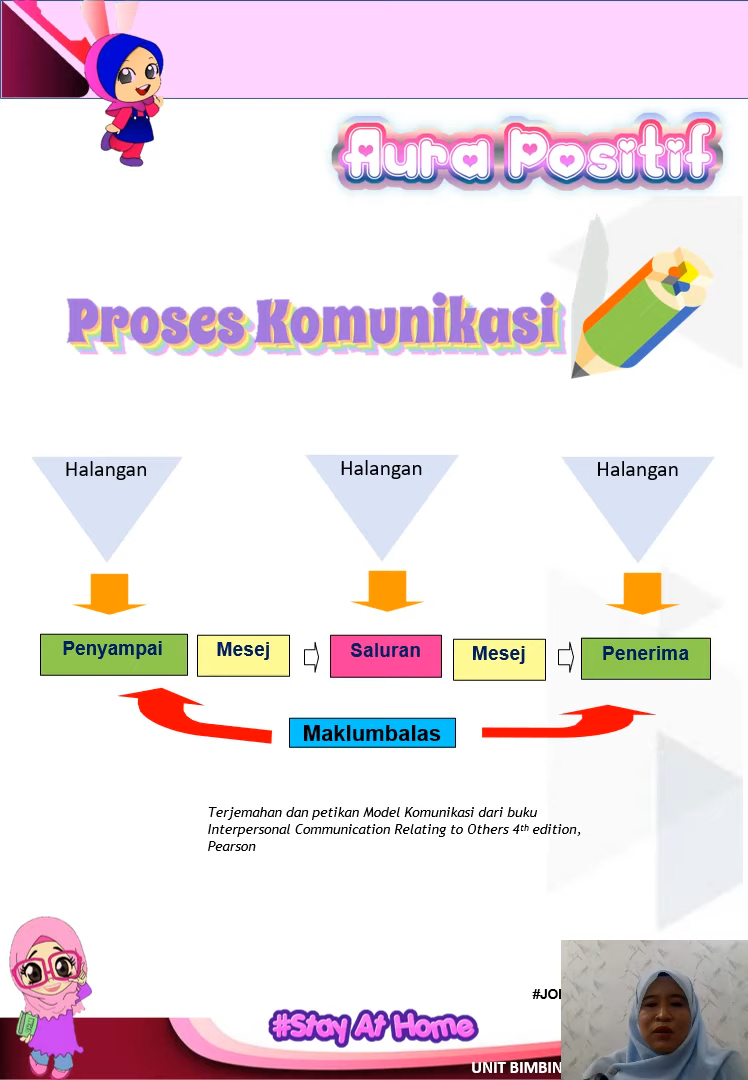 Aura Positif
Proses Komunikasi
Halangan
Halangan
Halangan
Penyampai
Mesej
Saluran
Mesej
Penerima
Maklumbalas
Terjemahan dan petikan Model Komunikasi dari buku
Interpersonal Communication Relating to Others 4th edition,
Pearson
#Stay At Home
UNIT